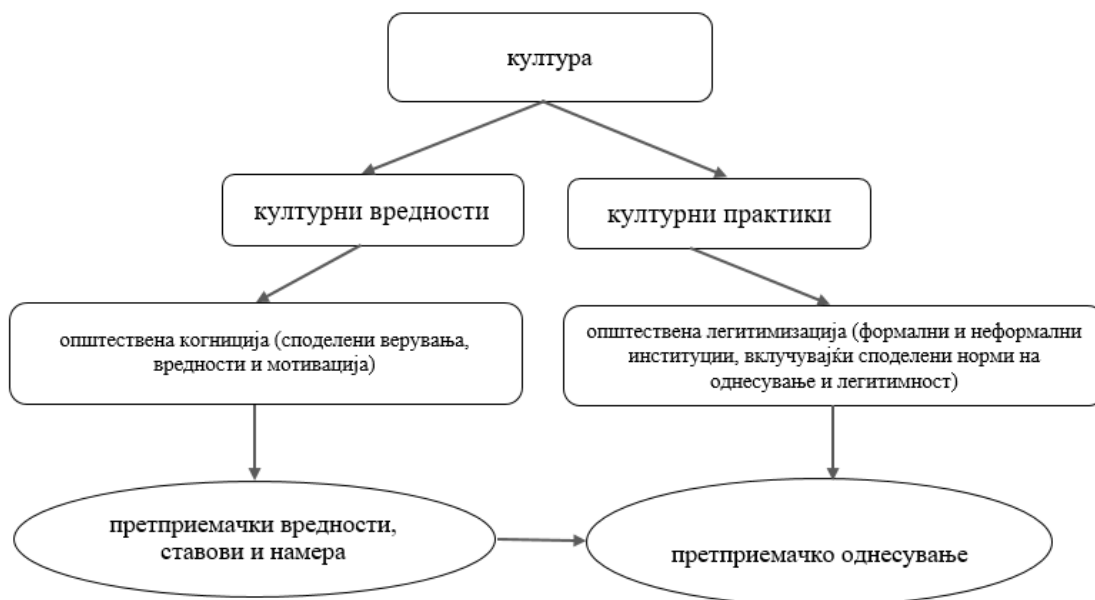 култура
културни вредности
културни практики
општествена когниција (споделени верувања,
вредности и мотивација)
општествена легитимизација (формални и неформални
институции, вклучувајќи споделени норми на
однесување и легитимност)
претприемачки вредности,
ставови и намера
претприемачко однесување